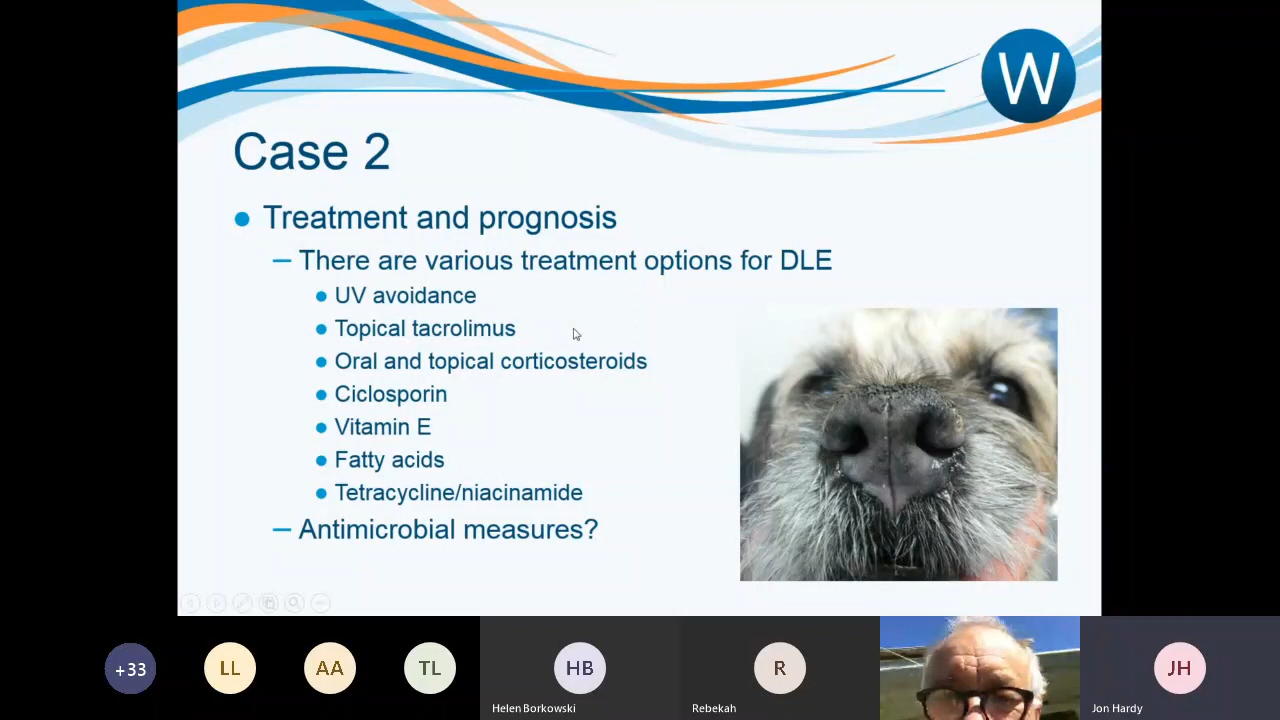 W
Case 2
Treatment and prognosis
– There are various treatment options for DLE
UV avoidance
Topical tacrolimus
Oral and topical corticosteroids
Ciclosporin
Vitamin E
Fatty acids
Tetracycline/niacinamide
– Antimicrobial measures?
+33
LL
AA
TL
HB
Helen Borkowski
R
Rebekah
JH
Jon Hardy